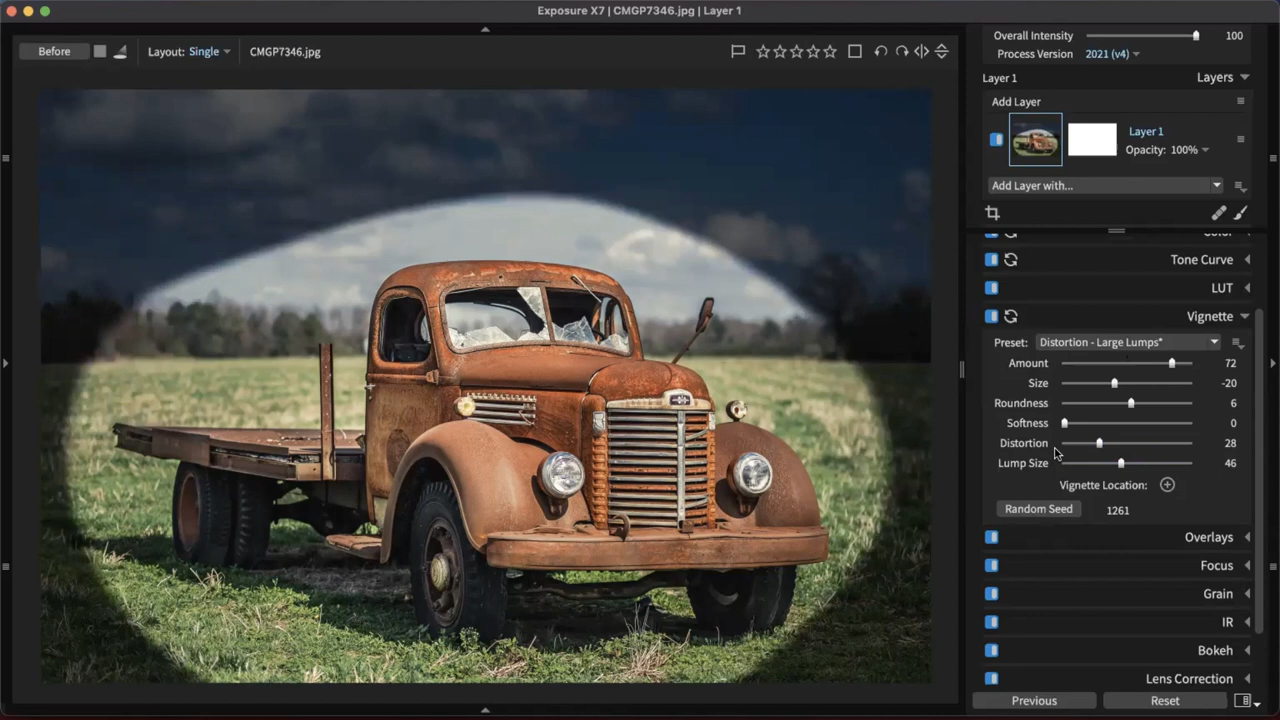 Exposure X7 | CMGP7346.jpg | Layer 1
Before
Layout: Single
CMGP7346.jpg
Overall Intensity 100
Process Version 2021 (v4)
Layer 1 Layers
Add Layer
Layer 1
Opacity: 100%
Add Layer with...
Color
Tone Curve
LUT
Vignette
Preset: Distortion - Large Lumps*
Amount 72
Size -20
Roundness 6
Softness 0
Distortion 28
Lump Size 46
Vignette Location:
Random Seed 1261
Overlays
Focus
Grain
IR
Bokeh
Lens Correction
Previous Reset